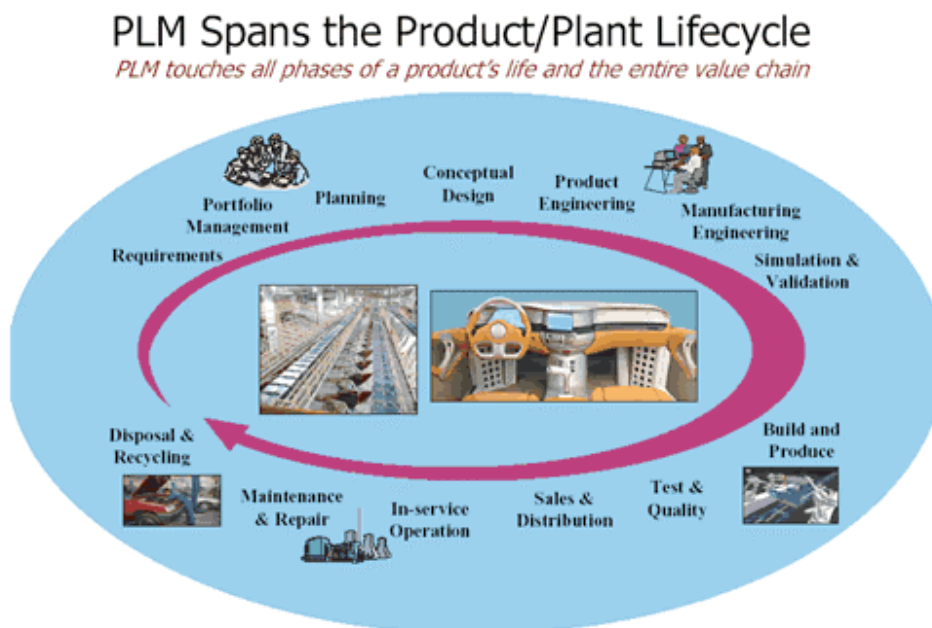 PLM Spans the Product/Plant Lifecycle
PLM touches all phases of a product's life and the entire value chain
Requirements
Portfolio
Management
Planning
Conceptual
Design
Product
Engineering
Manufacturing
Engineering
Simulation &
Validation
Build and
Produce
Test &
Quality
Sales &
Distribution
In-service
Operation
Maintenance
& Repair
Disposal &
Recycling